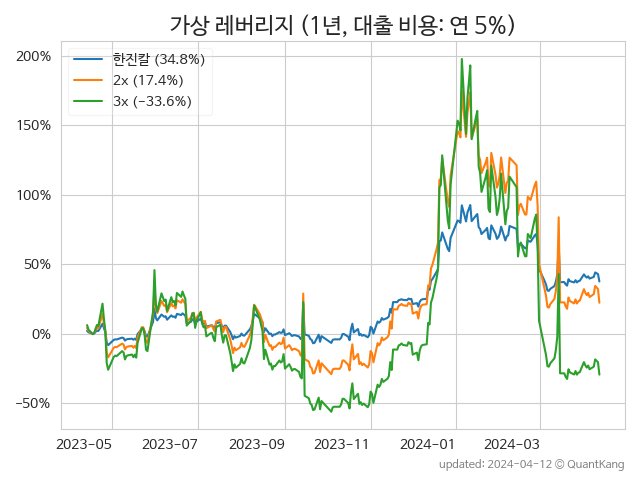 가상 레버리지 (1년, 대출 비용: 연 5%)
한진칼 (34.8%)
2x (17.4%)
3x (−33.6%)
200%
150%
100%
50%
0%
−50%
2023-05 2023-07 2023-09 2023-11 2024-01 2024-03
updated: 2024-04-12 © QuantKang